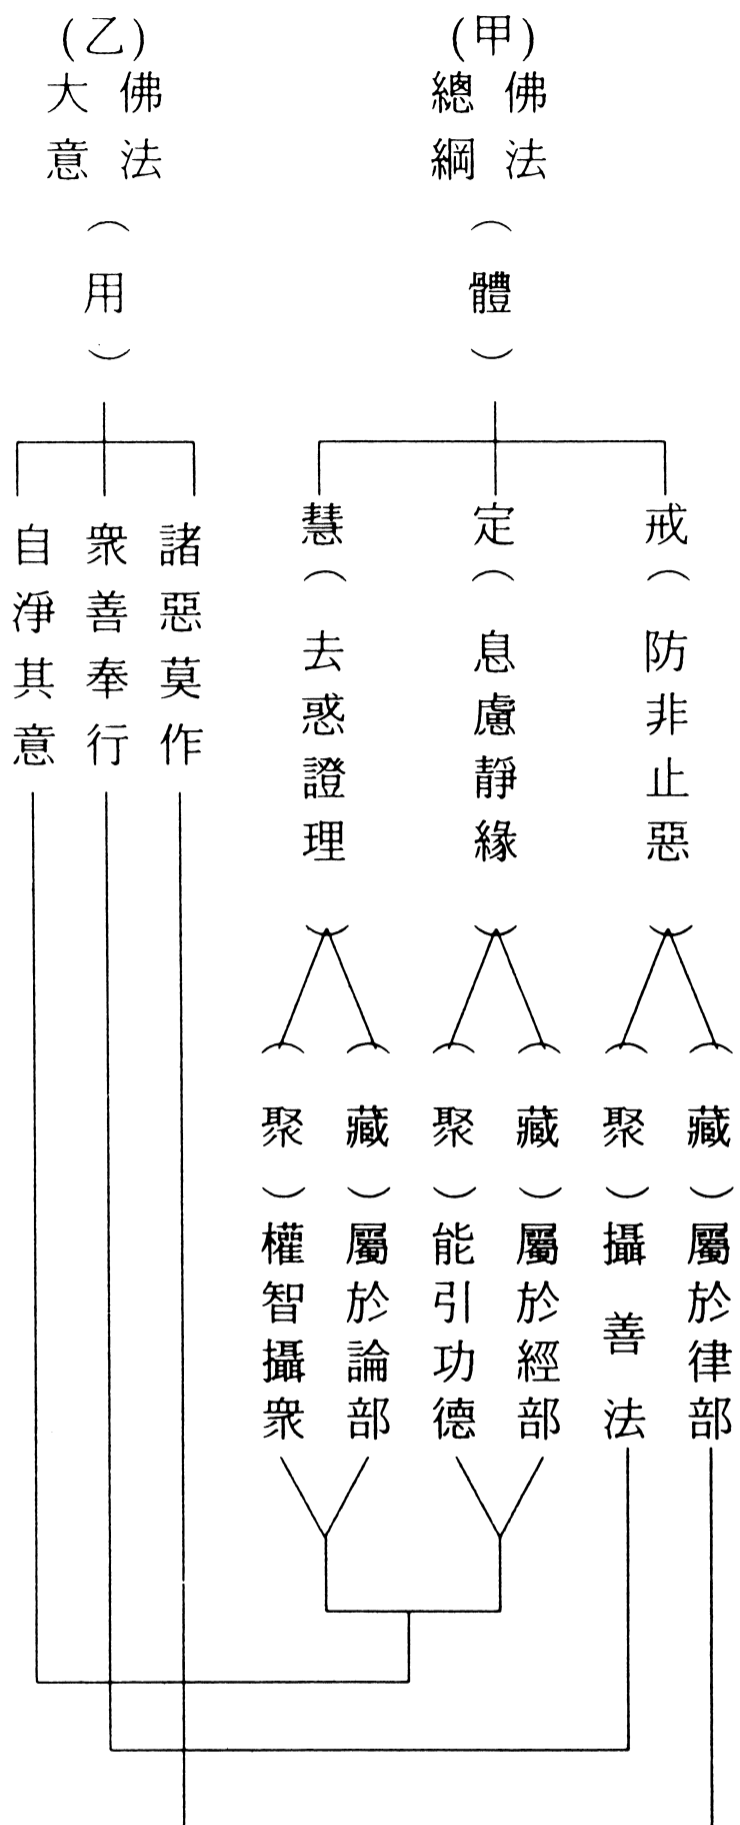 (甲)
佛法
總綱
（體）
戒（防非止惡）
（藏）屬於律部
（聚）攝善法
定（息慮靜緣）
（藏）屬於經部
（聚）能引功德
慧（去惑證理）
（藏）屬於論部
（聚）權智攝衆
(乙)
佛法
大意
（用）
諸惡莫作
衆善奉行
自淨其意